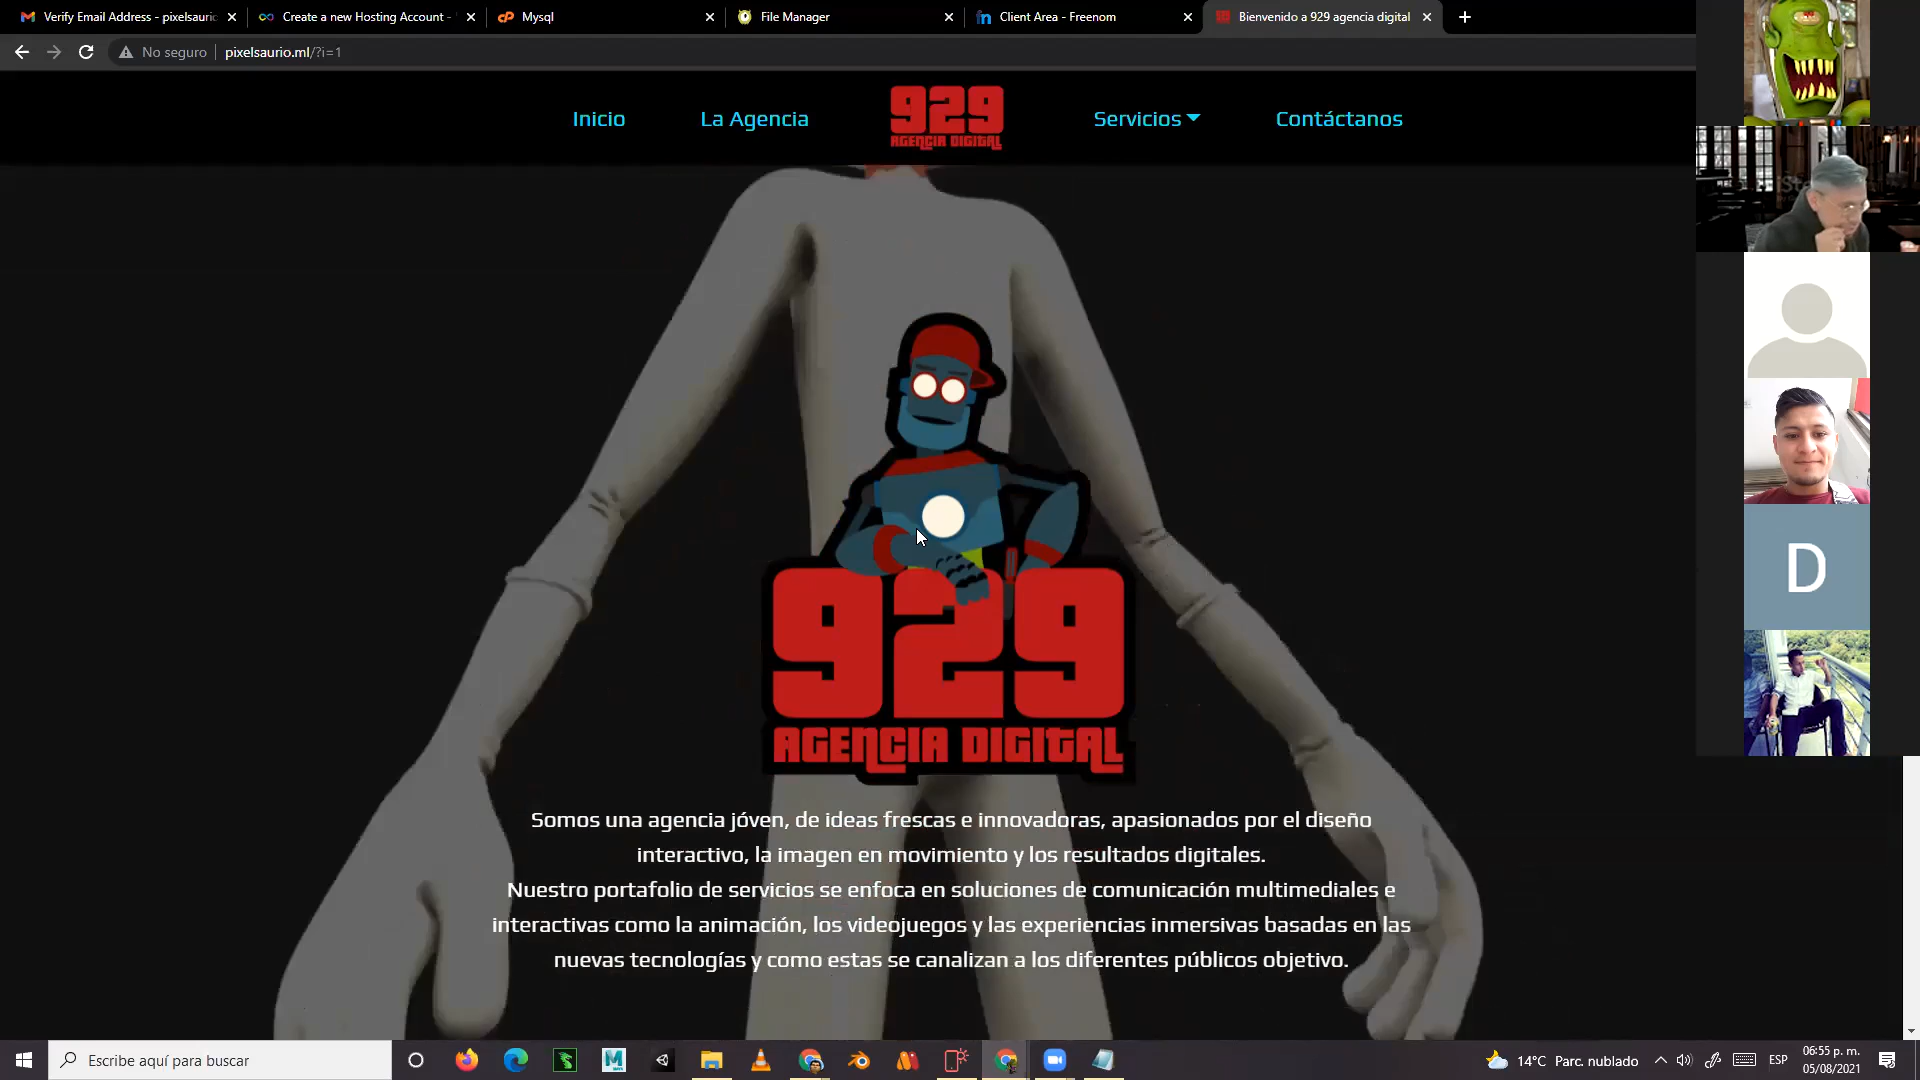 Verify Email Address - pixelsaurio
Create a new Hosting Account -
Mysql
File Manager
Client Area - Freenom
Bienvenido a 929 agencia digital
No seguro
pixelsaurio.ml/?i=1
Inicio
La Agencia
929
AGENCIA DIGITAL
Servicios
Contáctanos
929
AGENCIA DIGITAL
Somos una agencia jóven, de ideas frescas e innovadoras, apasionados por el diseño
interactivo, la imagen en movimiento y los resultados digitales.
Nuestro portafolio de servicios se enfoca en soluciones de comunicación multimediales e
interactivas como la animación, los videojuegos y las experiencias inmersivas basadas en las
nuevas tecnologías y como estas se canalizan a los diferentes públicos objetivo.
D
Escribe aquí para buscar
14°C Parc. nublado
ESP
06:55 p. m.
05/08/2021